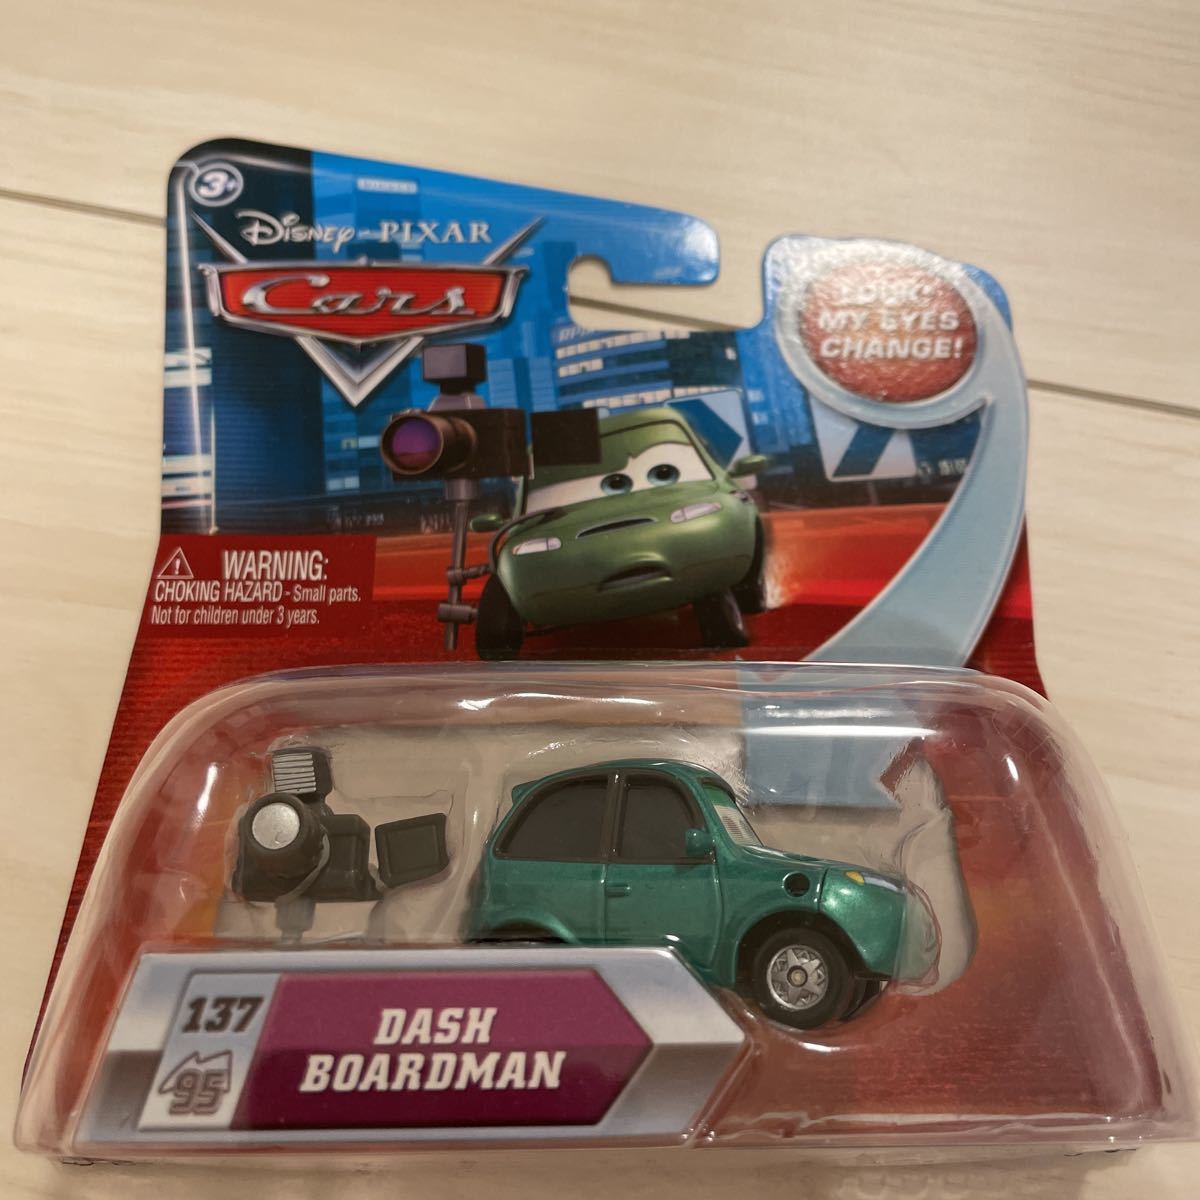 3+
DISNEY · PIXAR
Cars
LOOK!
MY EYES
CHANGE!
WARNING:
CHOKING HAZARD - Small parts.
Not for children under 3 years.
137
95
DASH
BOARDMAN